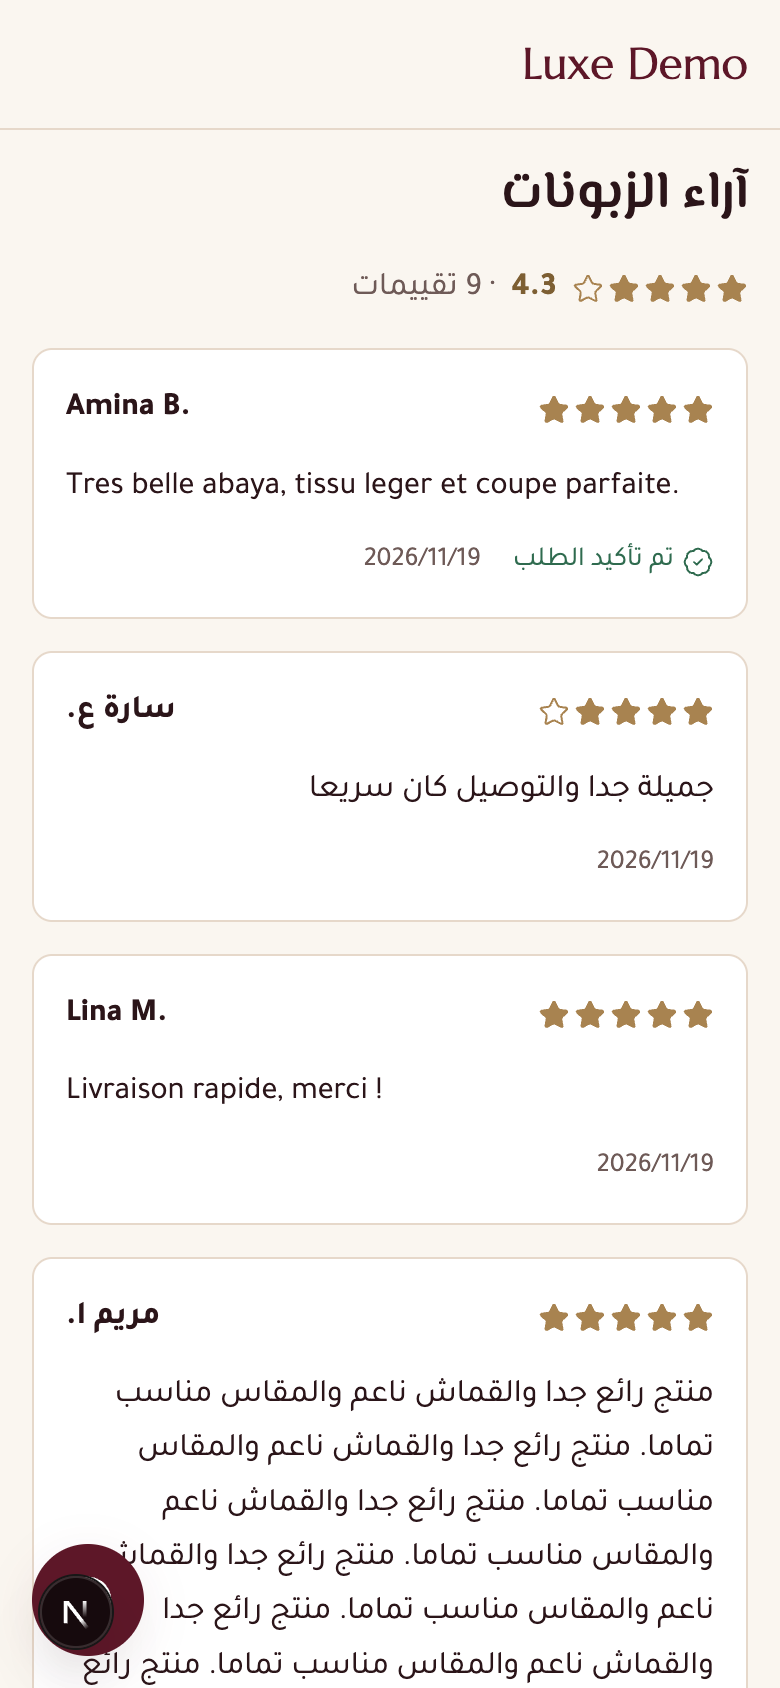 Luxe Demo
آراء الزبونات
4.3 · 9 تقييمات
Amina B.
Tres belle abaya, tissu leger et coupe parfaite.
تم تأكيد الطلب 2026/11/19
سارة ع.
جميلة جدا والتوصيل كان سريعا
2026/11/19
Lina M.
Livraison rapide, merci !
2026/11/19
مريم ا.
منتج رائع جدا والقماش ناعم والمقاس مناسب
تماما. منتج رائع جدا والقماش ناعم والمقاس
مناسب تماما. منتج رائع جدا والقماش ناعم
والمقاس مناسب تماما. منتج رائع جدا والقماش
ناعم والمقاس مناسب تماما. منتج رائع جدا
والقماش ناعم والمقاس مناسب تماما. منتج رائع
N